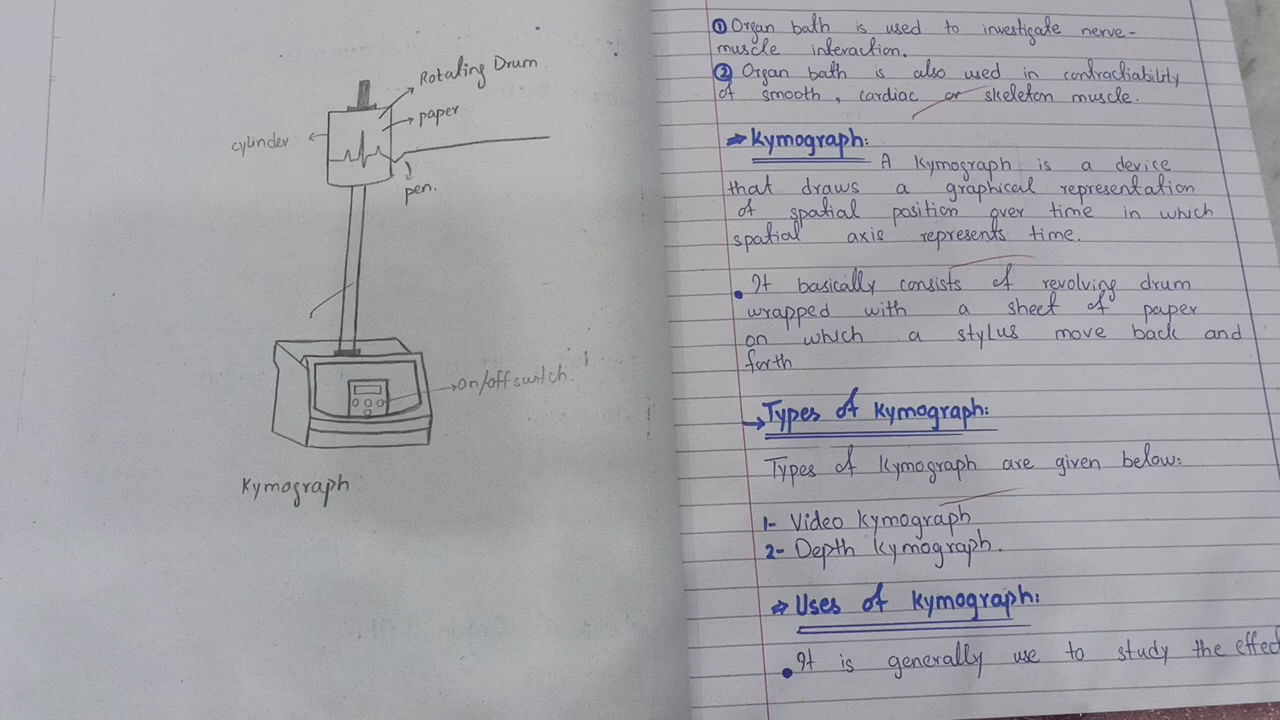 Rotating Drum
paper
cylinder
pen.
on/off switch.
Kymograph
① Organ bath is used to investigate nerve-
muscle interaction.
② Organ bath is also used in contractiability
of smooth, cardiac or skeleton muscle.
⇒ Kymograph:
A Kymograph is a device
that draws a graphical representation
of spatial position over time in which
spatial axis represents time.
• It basically consists of revolving drum
wrapped with a sheet of paper
on which a stylus move back and
forth
→ Types of Kymograph:
Types of Kymograph are given below:
1- Video Kymograph
2- Depth Kymograph.
⇒ Uses of Kymograph:
• It is generally use to study the effect